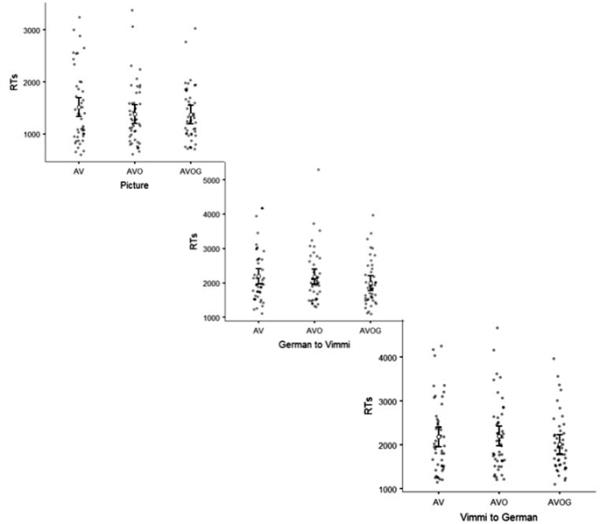 RTs
3000
2000
1000
AV AVO AVOG
Picture
RTs
5000
4000
3000
2000
1000
AV AVO AVOG
German to Vimmi
RTs
4000
3000
2000
1000
AV AVO AVOG
Vimmi to German